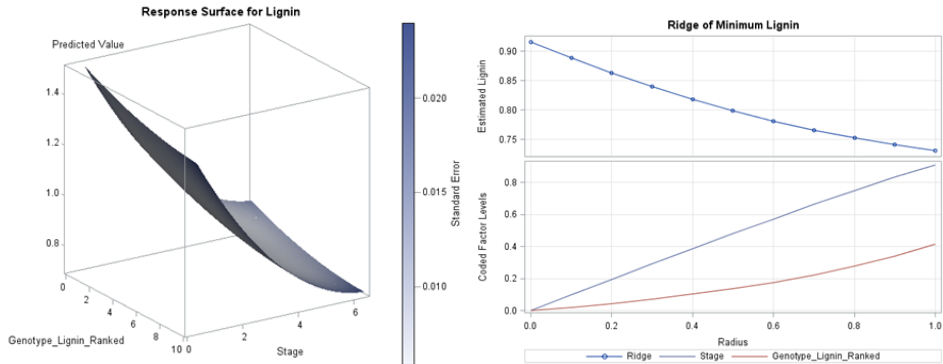 Response Surface for Lignin
Predicted Value
1.4
1.2
1.0
0.8
0
2
4
6
8
10
Genotype_Lignin_Ranked
0
2
4
6
Stage
0.020
0.015
0.010
Standard Error
Ridge of Minimum Lignin
Estimated Lignin
0.90
0.85
0.80
0.75
Coded Factor Levels
0.8
0.6
0.4
0.2
0.0
0.0 0.2 0.4 0.6 0.8 1.0
Radius
Ridge Stage Genotype_Lignin_Ranked